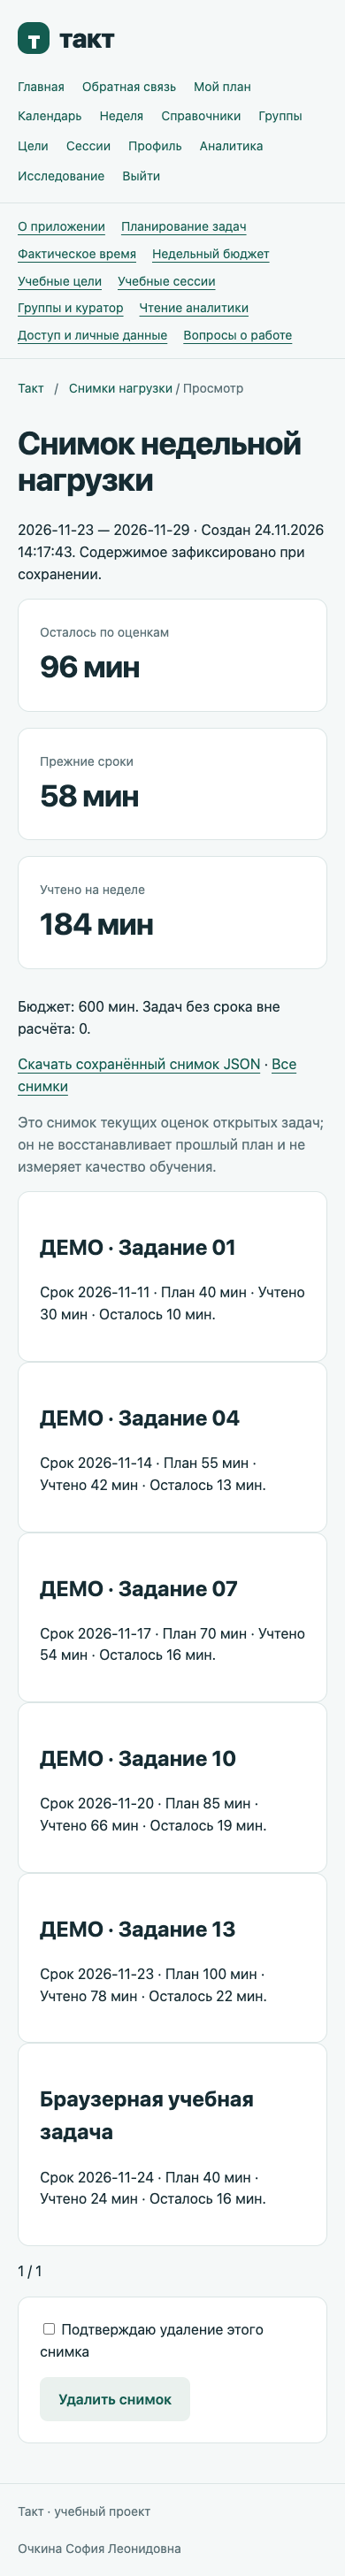 такт
Главная Обратная связь Мой план
Календарь Неделя Справочники Группы
Цели Сессии Профиль Аналитика
Исследование Выйти
О приложении Планирование задач
Фактическое время Недельный бюджет
Учебные цели Учебные сессии
Группы и куратор Чтение аналитики
Доступ и личные данные Вопросы о работе
Такт / Снимки нагрузки / Просмотр
Снимок недельной
нагрузки
2026-11-23 — 2026-11-29 · Создан 24.11.2026
14:17:43. Содержимое зафиксировано при
сохранении.
Осталось по оценкам
96 мин
Прежние сроки
58 мин
Учтено на неделе
184 мин
Бюджет: 600 мин. Задач без срока вне
расчёта: 0.
Скачать сохранённый снимок JSON · Все
снимки
Это снимок текущих оценок открытых задач;
он не восстанавливает прошлый план и не
измеряет качество обучения.
ДЕМО · Задание 01
Срок 2026-11-11 · План 40 мин · Учтено
30 мин · Осталось 10 мин.
ДЕМО · Задание 04
Срок 2026-11-14 · План 55 мин ·
Учтено 42 мин · Осталось 13 мин.
ДЕМО · Задание 07
Срок 2026-11-17 · План 70 мин · Учтено
54 мин · Осталось 16 мин.
ДЕМО · Задание 10
Срок 2026-11-20 · План 85 мин ·
Учтено 66 мин · Осталось 19 мин.
ДЕМО · Задание 13
Срок 2026-11-23 · План 100 мин ·
Учтено 78 мин · Осталось 22 мин.
Браузерная учебная
задача
Срок 2026-11-24 · План 40 мин ·
Учтено 24 мин · Осталось 16 мин.
1 / 1
Подтверждаю удаление этого
снимка
Удалить снимок
Такт · учебный проект
Очкина София Леонидовна